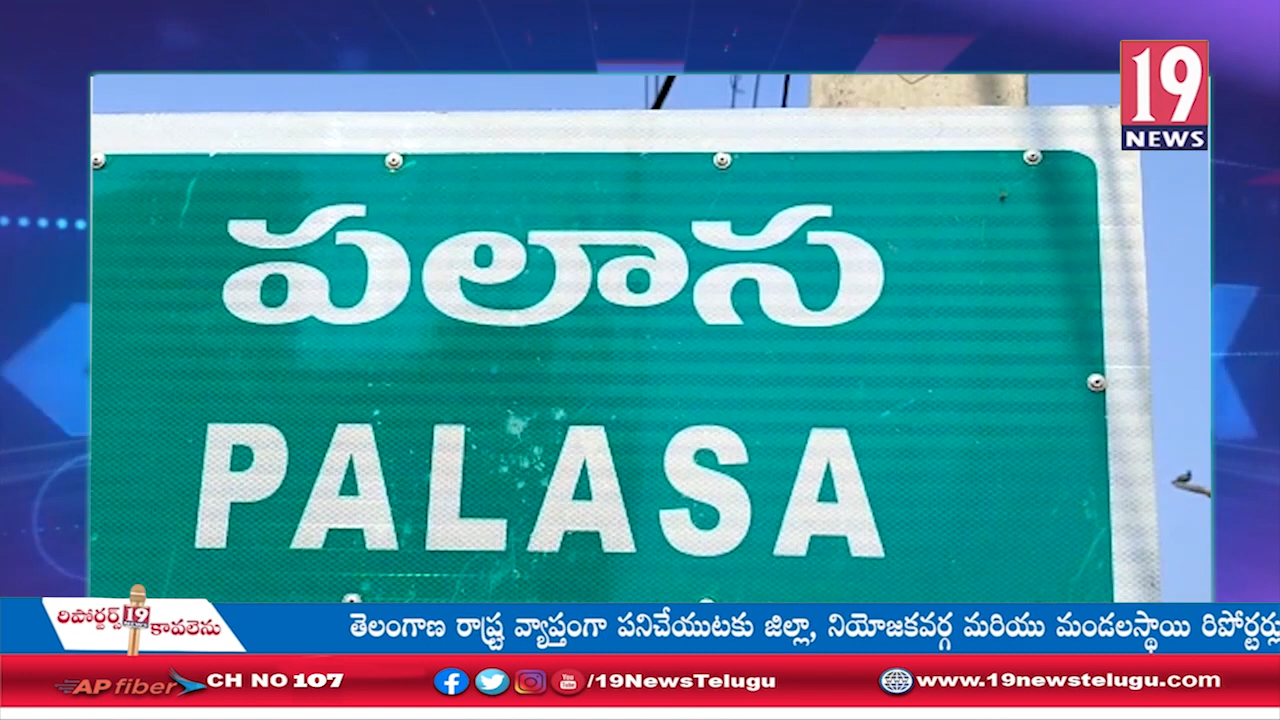 19
NEWS
పలాస
PALASA
రిపోర్టర్స్ 19 NEWS కావలెను
తెలంగాణ రాష్ట్ర వ్యాప్తంగా పనిచేయుటకు జిల్లా, నియోజకవర్గ మరియు మండలస్థాయి రిపోర్టర్లు
AP fiber CH NO 107 /19NewsTelugu www.19newstelugu.com